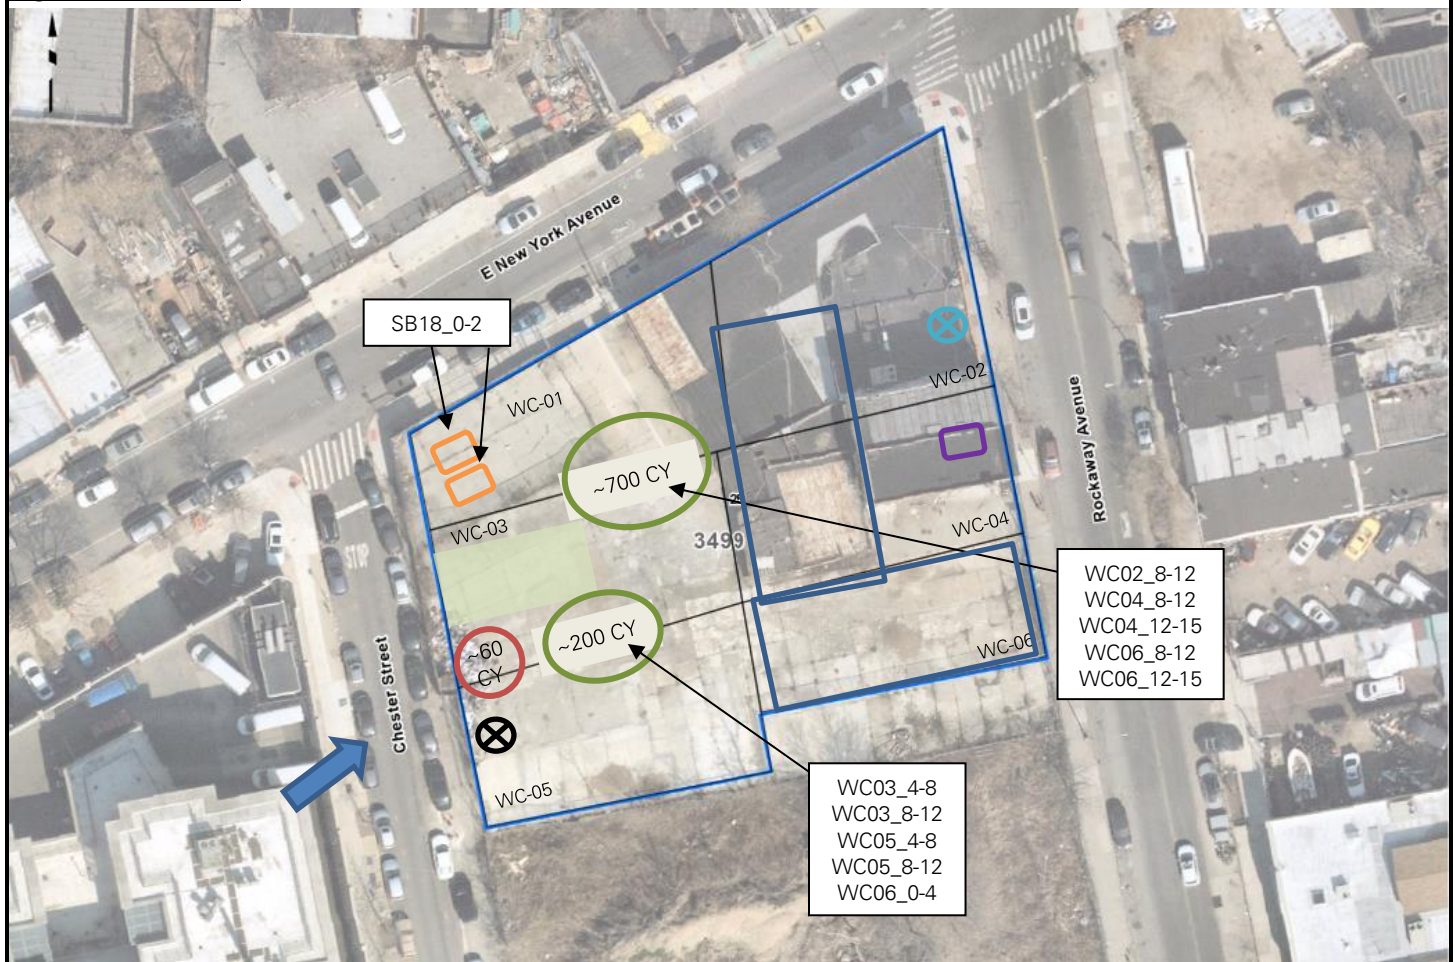 E New York Avenue
SB18_0-2
WC-01
WC-02
~700 CY
WC-03
3499
WC-04
Rockaway Avenue
STOP
WC02_8-12
WC04_8-12
WC04_12-15
WC06_8-12
WC06_12-15
~200 CY
~60
CY
WC-06
Chester Street
WC-05
WC03_4-8
WC03_8-12
WC05_4-8
WC05_8-12
WC06_0-4